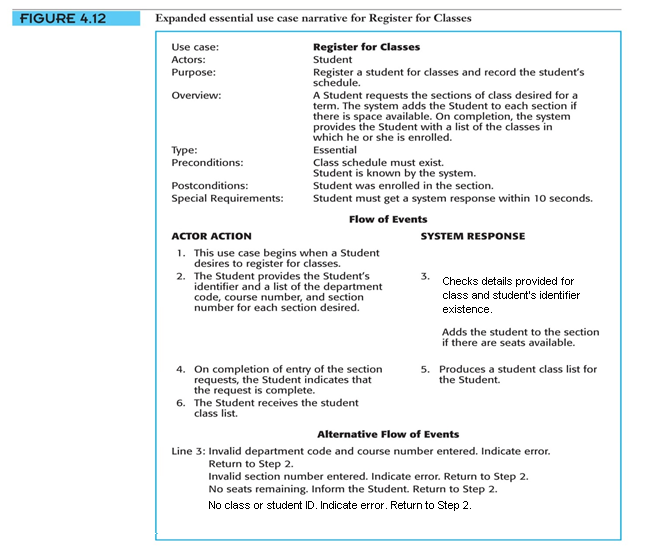 FIGURE 4.12 Expanded essential use case narrative for Register for Classes
Use case: Register for Classes
Actors: Student
Purpose: Register a student for classes and record the student's
schedule.
Overview: A Student requests the sections of class desired for a
term. The system adds the Student to each section if
there is space available. On completion, the system
provides the Student with a list of the classes in
which he or she is enrolled.
Type: Essential
Preconditions: Class schedule must exist.
Student is known by the system.
Postconditions: Student was enrolled in the section.
Special Requirements: Student must get a system response within 10 seconds.
Flow of Events
ACTOR ACTION SYSTEM RESPONSE
1. This use case begins when a Student
desires to register for classes.
2. The Student provides the Student's
identifier and a list of the department
code, course number, and section
number for each section desired.
3. Checks details provided for
class and student's identifier
existence.
Adds the student to the section
if there are seats available.
4. On completion of entry of the section
requests, the Student indicates that
the request is complete.
5. Produces a student class list for
the Student.
6. The Student receives the student
class list.
Alternative Flow of Events
Line 3: Invalid department code and course number entered. Indicate error.
Return to Step 2.
Invalid section number entered. Indicate error. Return to Step 2.
No seats remaining. Inform the Student. Return to Step 2.
No class or student ID. Indicate error. Return to Step 2.